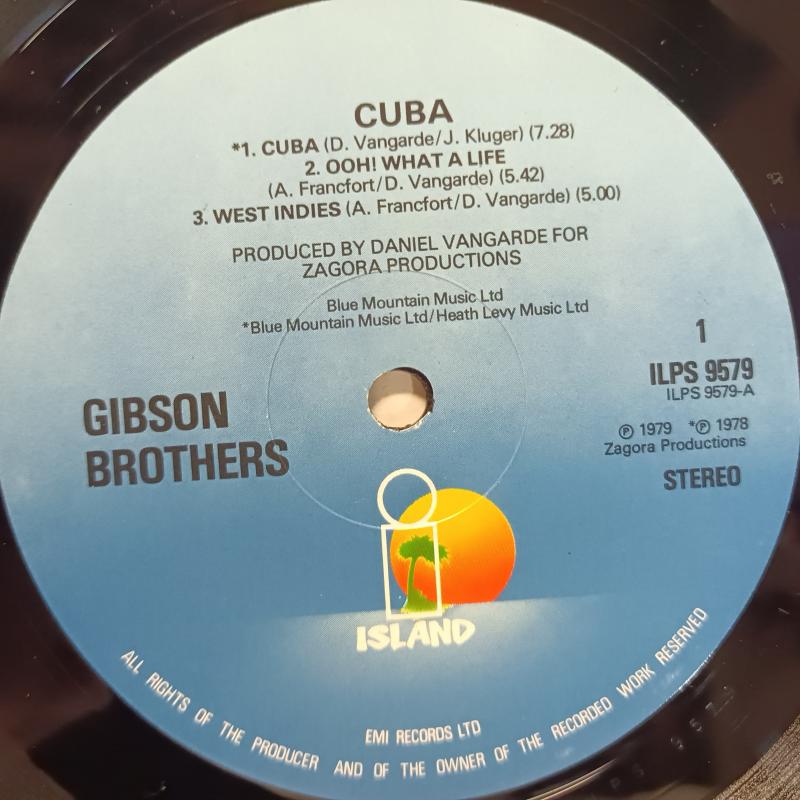 CUBA
*1. CUBA (D. Vangarde/J. Kluger) (7.28)
2. OOH! WHAT A LIFE
(A. Francfort/D. Vangarde) (5.42)
3. WEST INDIES (A. Francfort/D. Vangarde) (5.00)
PRODUCED BY DANIEL VANGARDE FOR
ZAGORA PRODUCTIONS
Blue Mountain Music Ltd
*Blue Mountain Music Ltd/Heath Levy Music Ltd
1
ILPS 9579
ILPS 9579-A
℗ 1979 *℗ 1978
Zagora Productions
STEREO
GIBSON
BROTHERS
ISLAND
EMI RECORDS LTD
ALL RIGHTS OF THE PRODUCER AND OF THE OWNER OF THE RECORDED WORK RESERVED